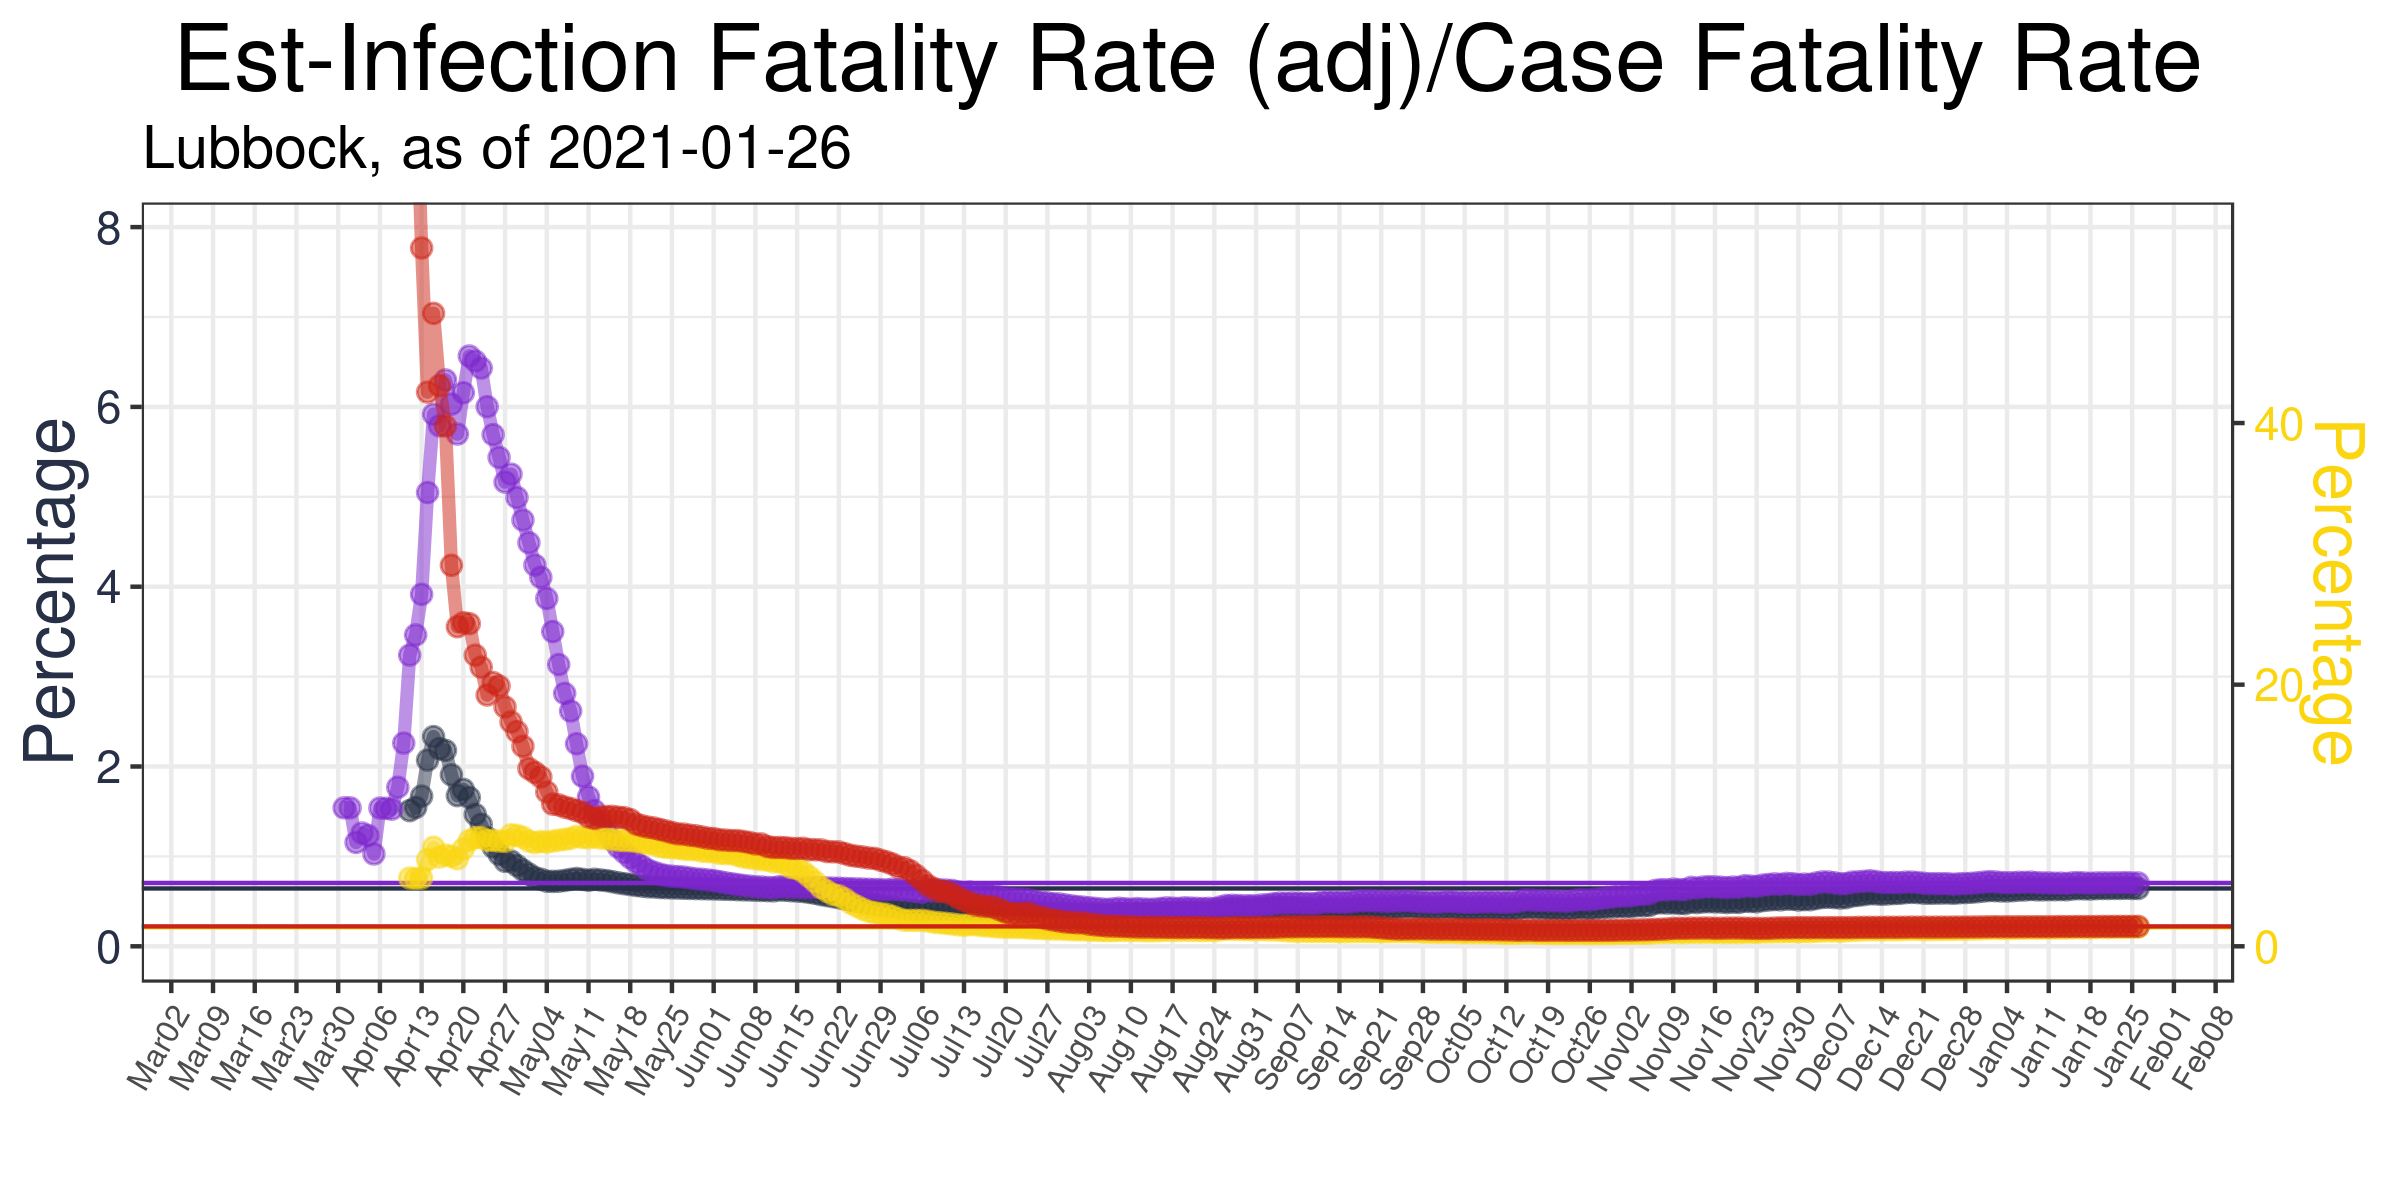 Est-Infection Fatality Rate (adj)/Case Fatality Rate
Lubbock, as of 2021-01-26
Percentage
8
6
4
2
0
40
20
0
Percentage
Mar02
Mar09
Mar16
Mar23
Mar30
Apr06
Apr13
Apr20
Apr27
May04
May11
May18
May25
Jun01
Jun08
Jun15
Jun22
Jun29
Jul06
Jul13
Jul20
Jul27
Aug03
Aug10
Aug17
Aug24
Aug31
Sep07
Sep14
Sep21
Sep28
Oct05
Oct12
Oct19
Oct26
Nov02
Nov09
Nov16
Nov23
Nov30
Dec07
Dec14
Dec21
Dec28
Jan04
Jan11
Jan18
Jan25
Feb01
Feb08